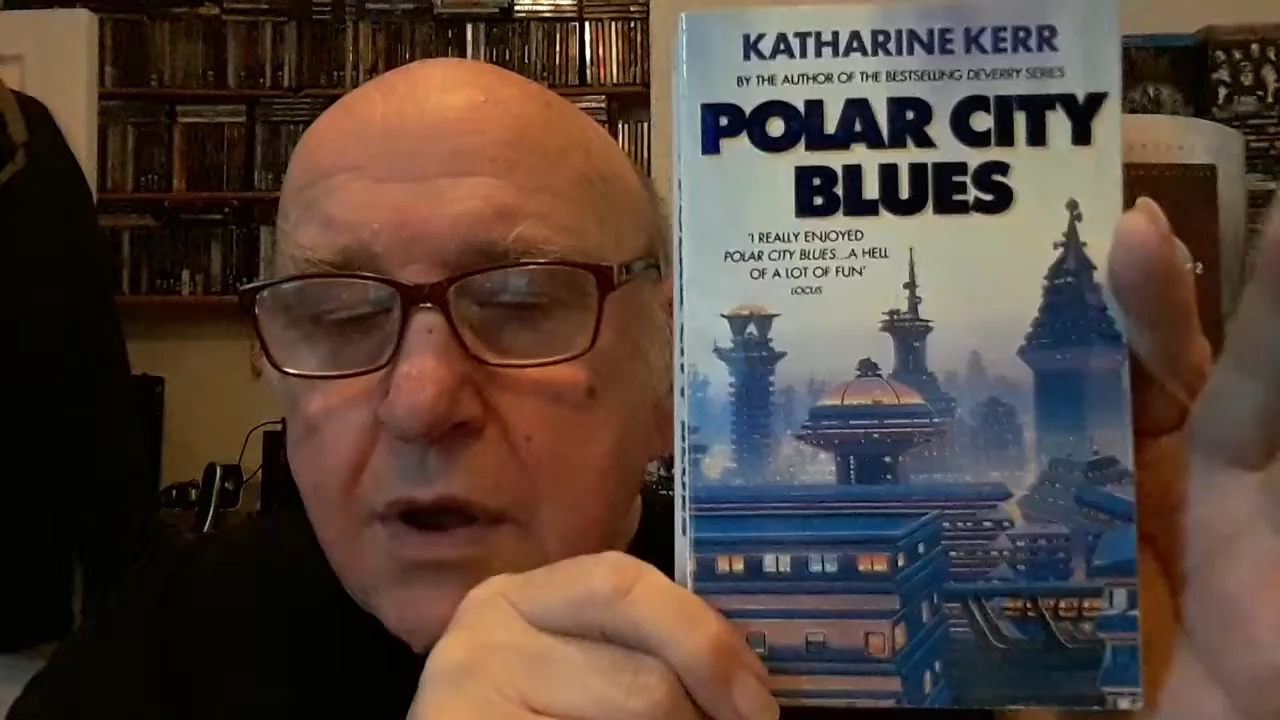 KATHARINE KERR
BY THE AUTHOR OF THE BESTSELLING DEVERRY SERIES
POLAR CITY
BLUES
'I REALLY ENJOYED
POLAR CITY BLUES...A HELL
OF A LOT OF FUN'
LOCUS